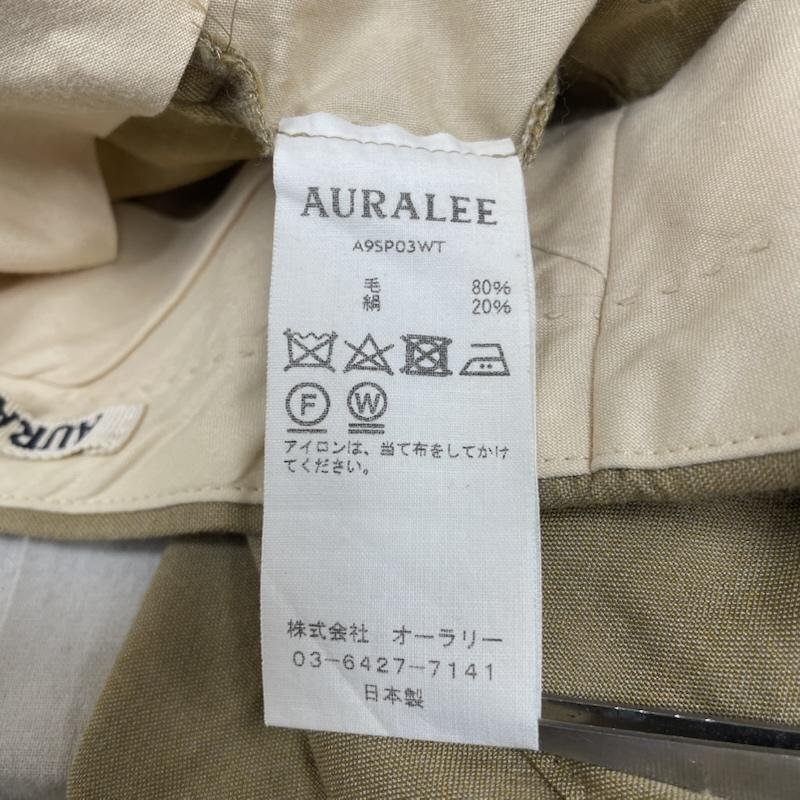 AURALEE
A9SP03WT
毛 80%
絹 20%
F W
アイロンは、当て布をしてかけ
てください。
株式会社 オーラリー
03-6427-7141
日本製
AURA